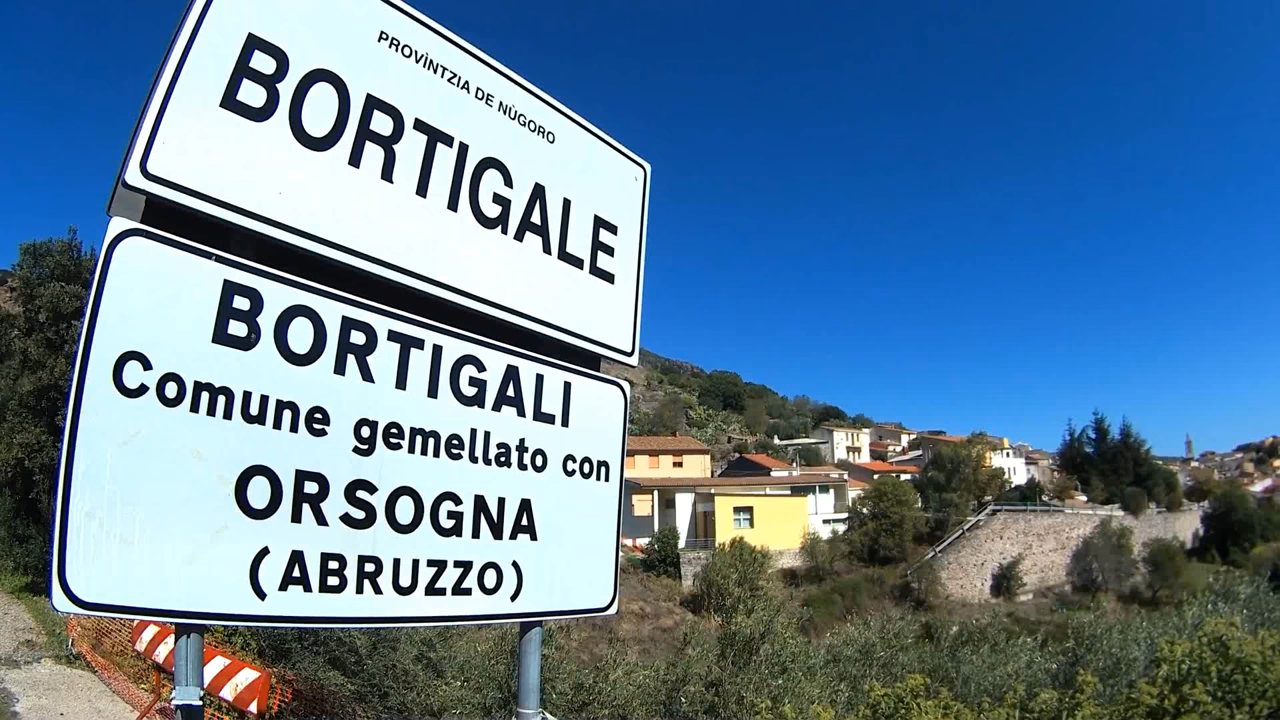 PROVÌNTZIA DE NÙGORO
BORTIGALE
BORTIGALI
Comune gemellato con
ORSOGNA
(ABRUZZO)